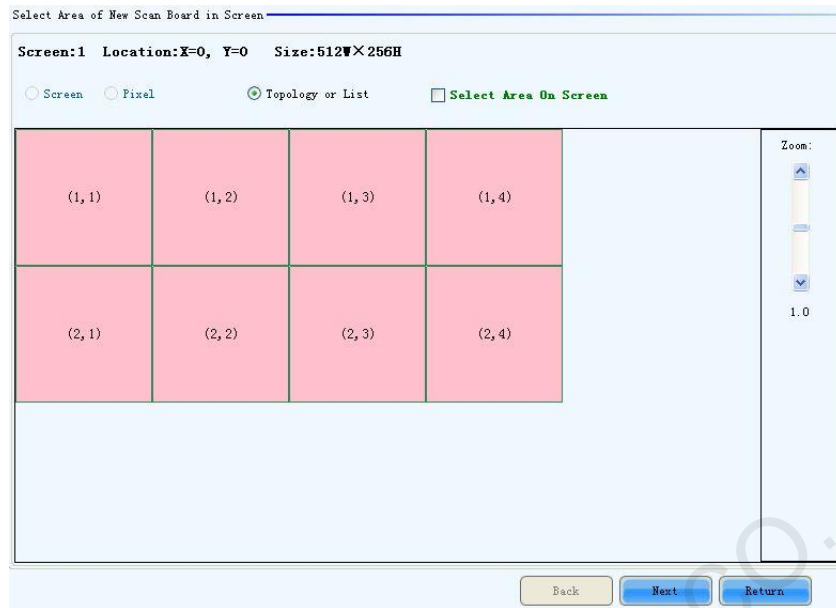 Select Area of New Scan Board in Screen
Screen:1 Location:X=0, Y=0 Size:512W×256H
Screen Pixel Topology or List Select Area On Screen
Zoom:
(1,1) (1,2) (1,3) (1,4)
1.0
(2,1) (2,2) (2,3) (2,4)
Back Next Return